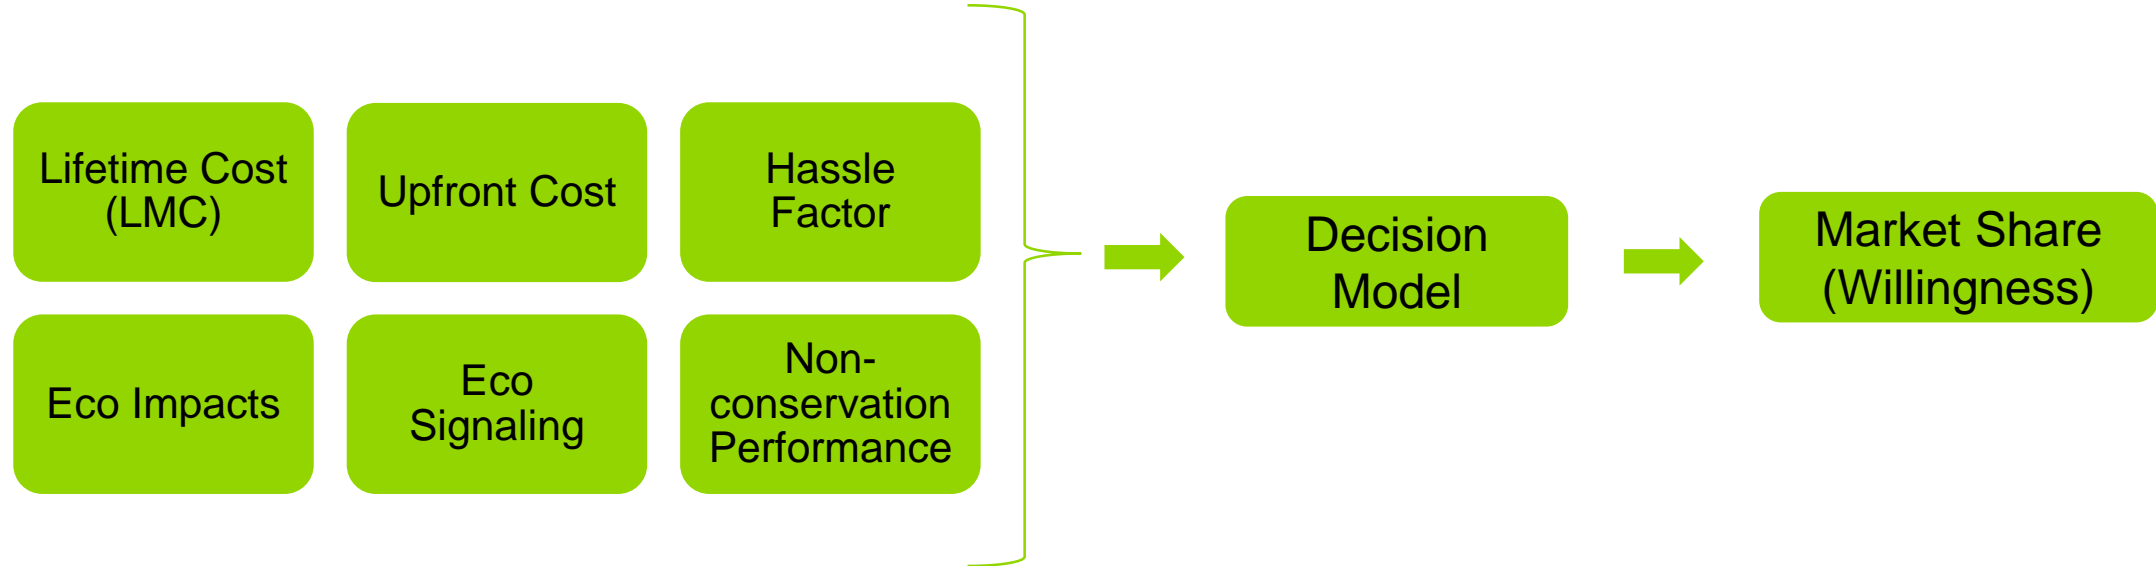 Lifetime Cost
(LMC)
Upfront Cost
Hassle
Factor
Eco Impacts
Eco
Signaling
Non-
conservation
Performance
Decision
Model
Market Share
(Willingness)